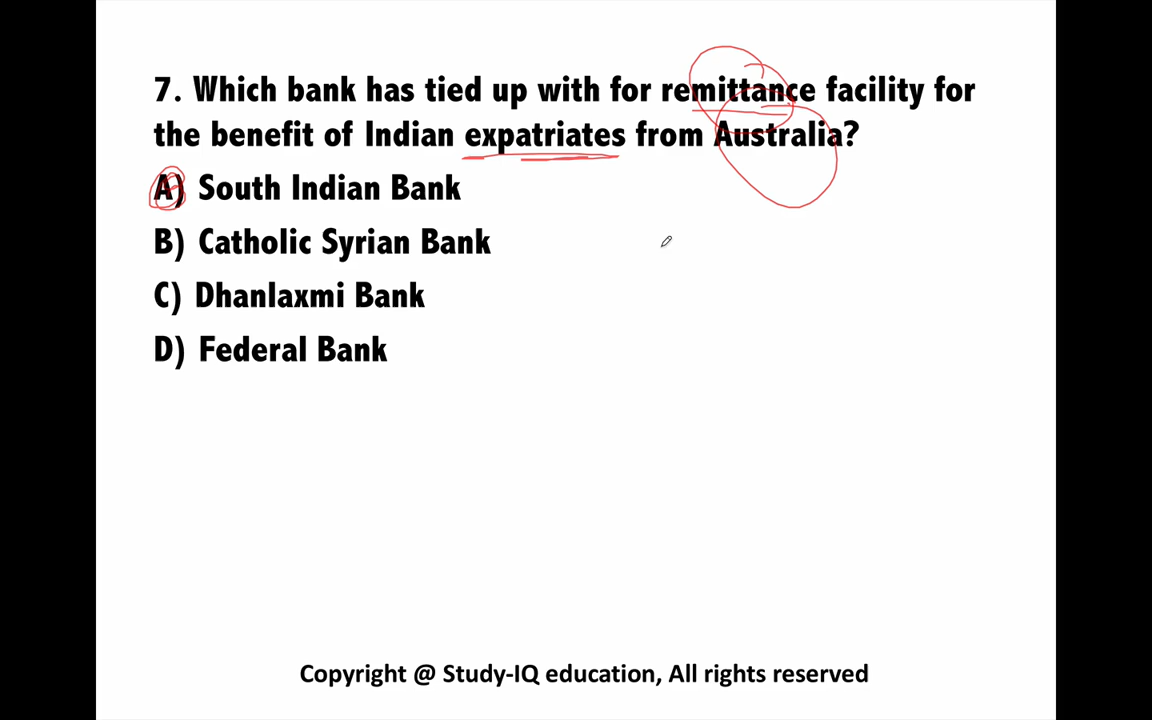 7. Which bank has tied up with for remittance facility for
the benefit of Indian expatriates from Australia?
A) South Indian Bank
B) Catholic Syrian Bank
C) Dhanlaxmi Bank
D) Federal Bank
Copyright @ Study-IQ education, All rights reserved